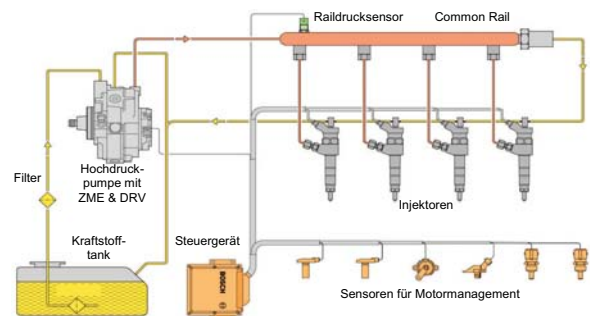 Raildrucksensor
Common Rail
Filter
Hochdruck-
pumpe mit
ZME & DRV
Injektoren
Kraftstoff-
tank
Steuergerät
BOSCH
Sensoren für Motormanagement